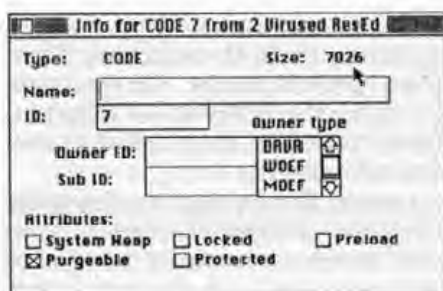 Info for CODE 7 from 2 Virused ResEd
Type: CODE Size: 7026
Name:
ID: 7
Owner type
Owner ID: DRVR
WDEF
Sub ID: MDEF
Attributes:
System Heap Locked Preload
Purgeable Protected